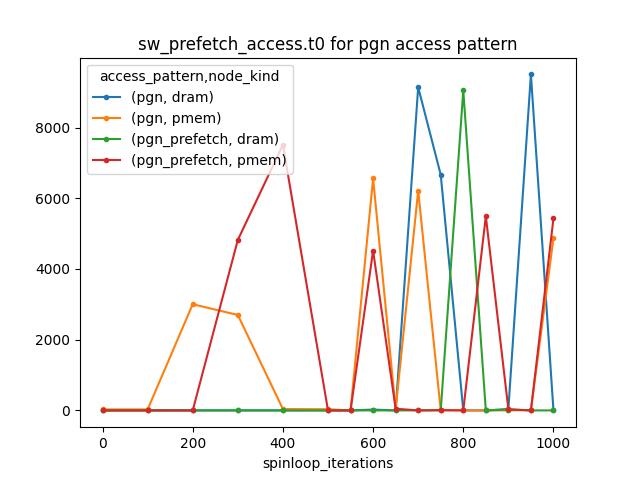 sw_prefetch_access.t0 for pgn access pattern
access_pattern,node_kind
(pgn, dram)
(pgn, pmem)
(pgn_prefetch, dram)
(pgn_prefetch, pmem)
8000
6000
4000
2000
0
0 200 400 600 800 1000
spinloop_iterations